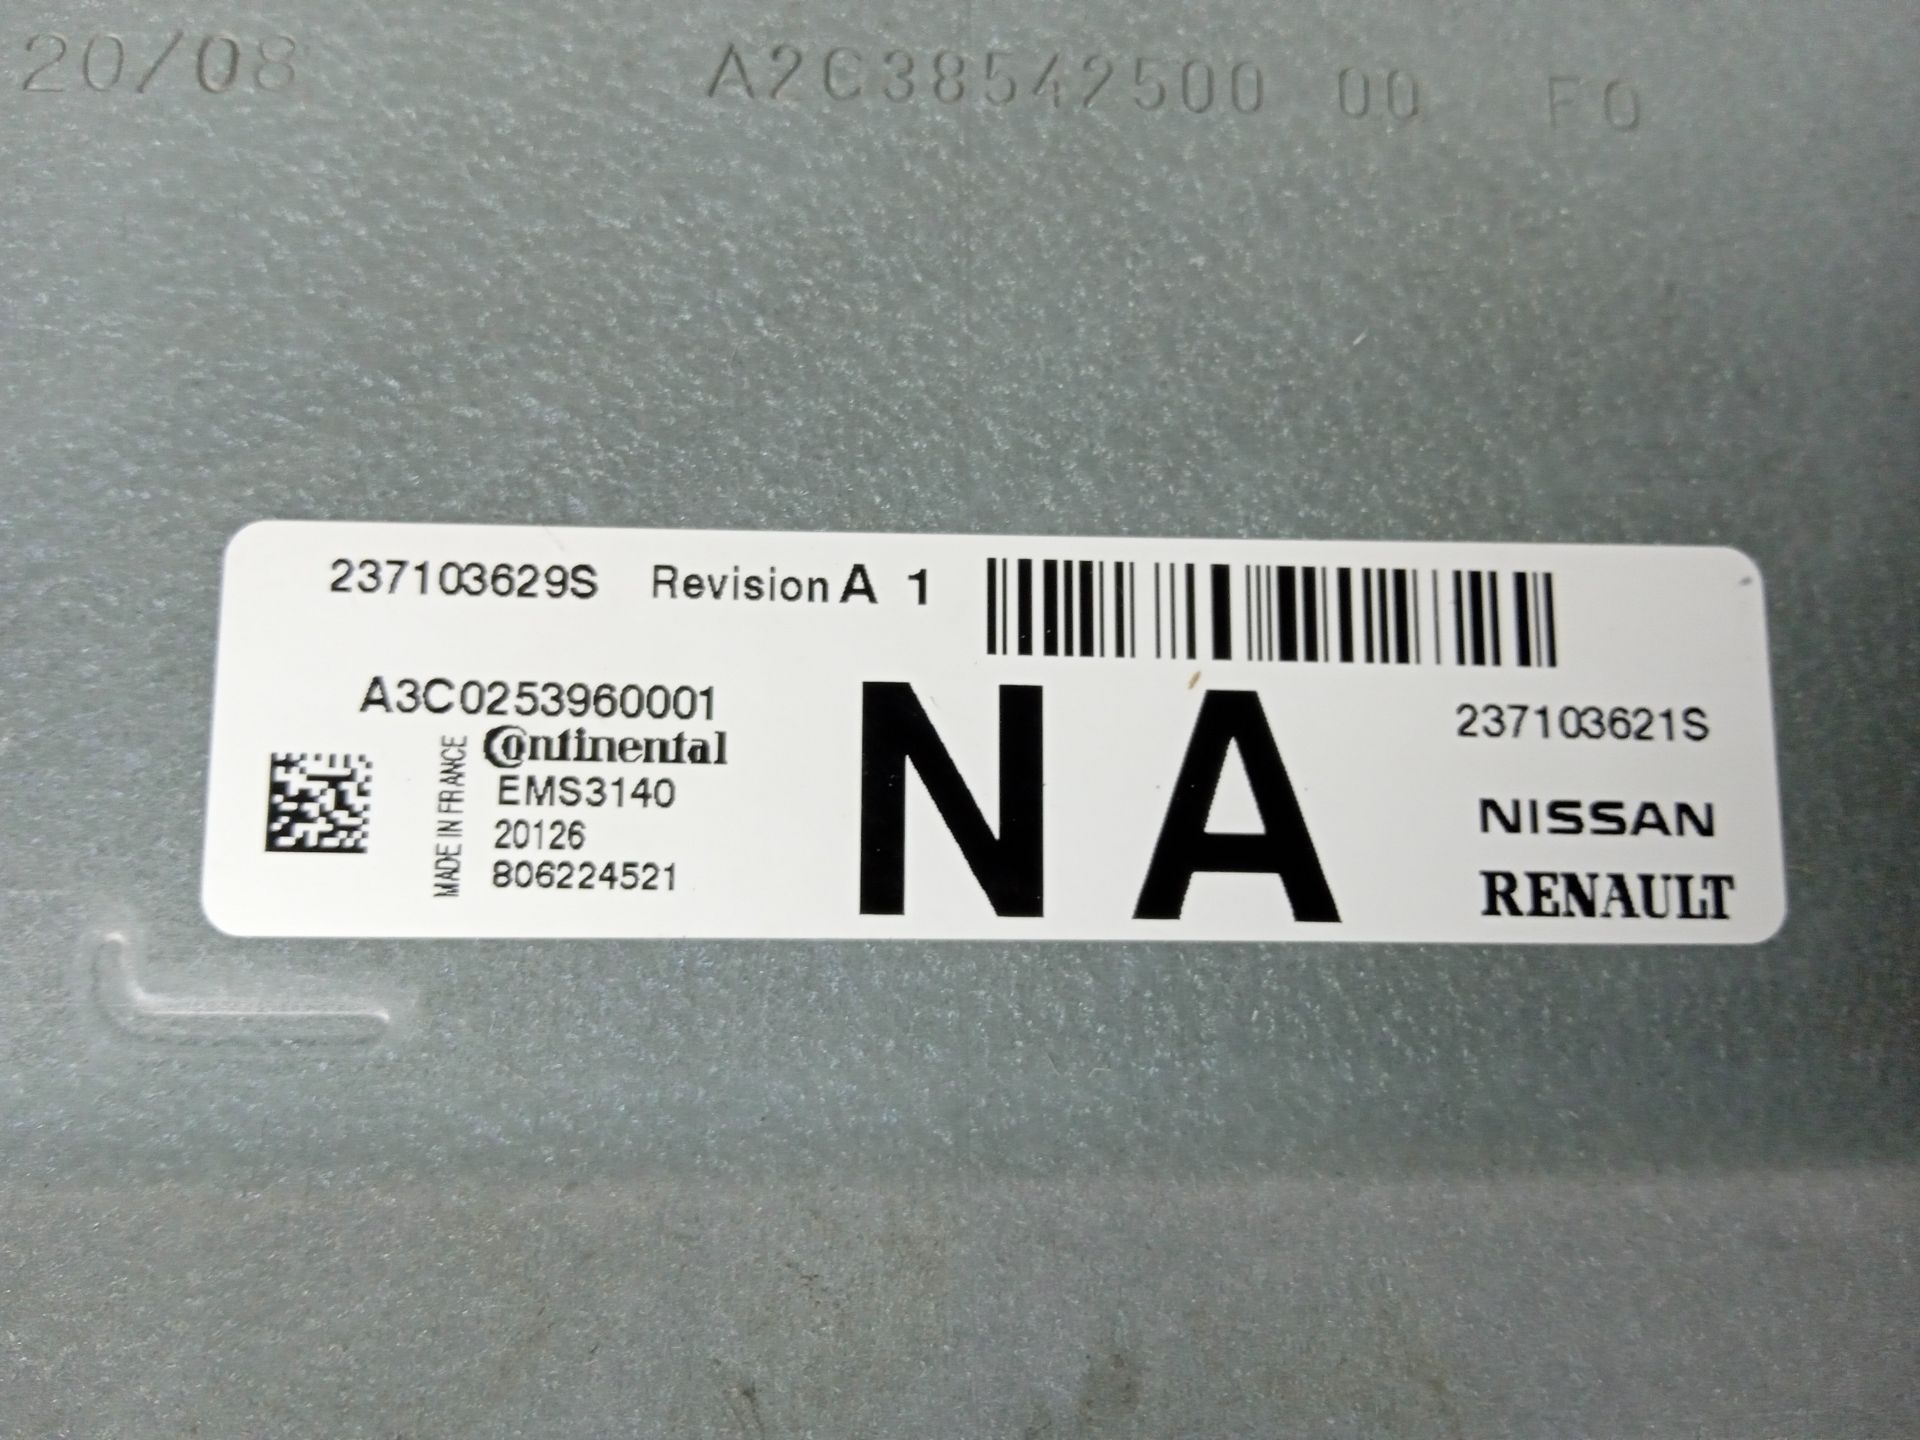 20/08 A2C38542500 00 F0
237103629S Revision A 1
A3C0253960001
Continental
MADE IN FRANCE
EMS3140
20126
806224521
N A
237103621S
NISSAN
RENAULT